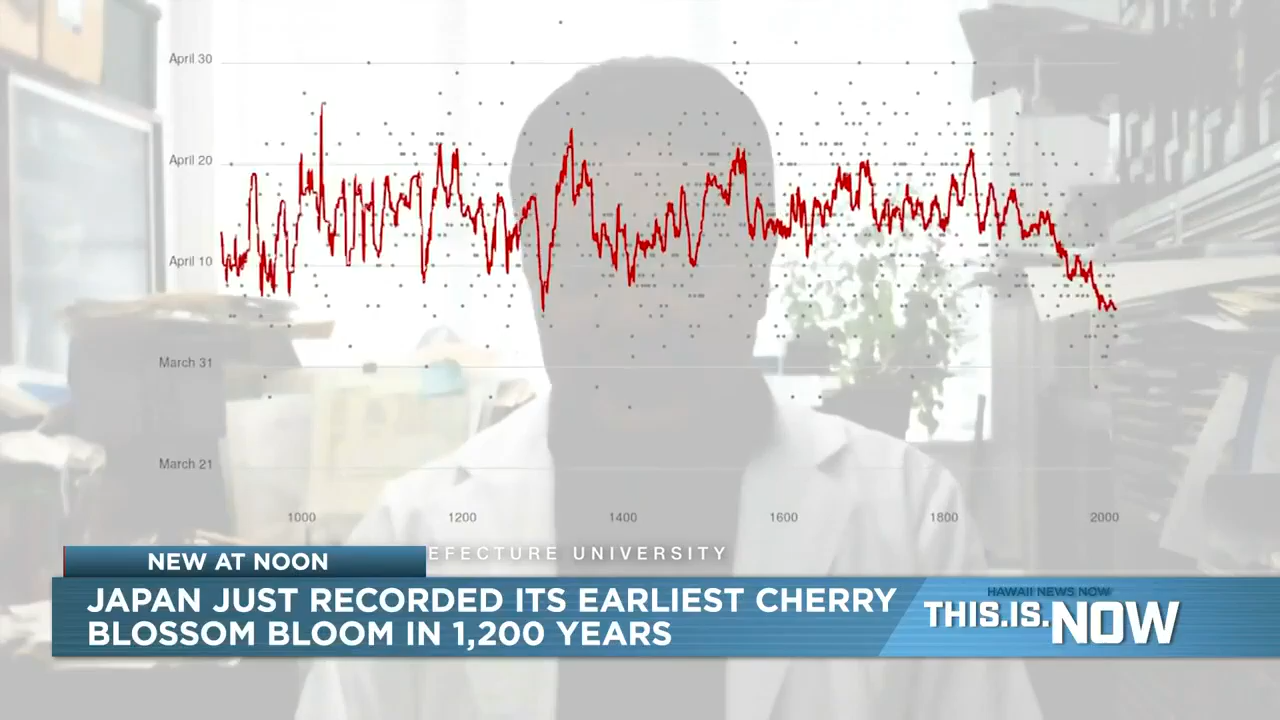 April 30
April 20
April 10
March 31
March 21
1000 1200 1400 1600 1800 2000
EFECTURE UNIVERSITY
NEW AT NOON
JAPAN JUST RECORDED ITS EARLIEST CHERRY
BLOSSOM BLOOM IN 1,200 YEARS
HAWAII NEWS NOW
THIS.IS.NOW